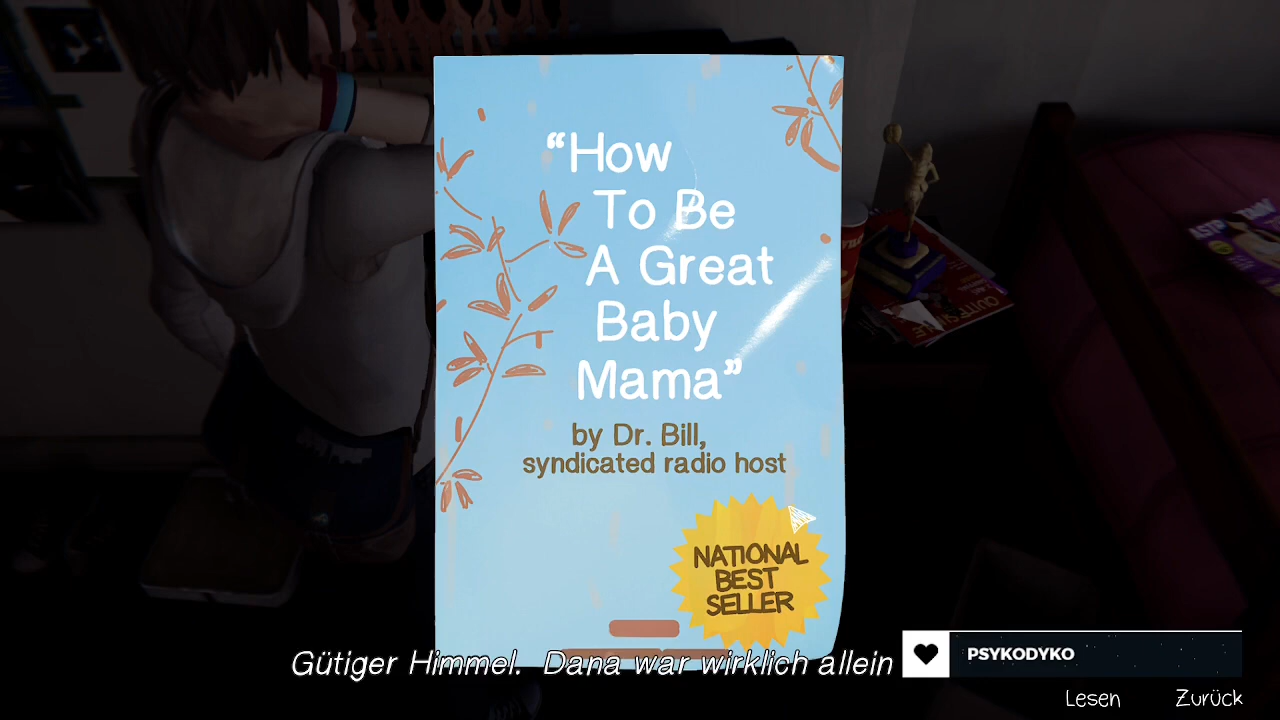 “How
To Be
A Great
Baby
Mama”
by Dr. Bill,
syndicated radio host
NATIONAL
BEST
SELLER
Gütiger Himmel. Dana war wirklich allein
PSYKODYKO
Lesen Zurück